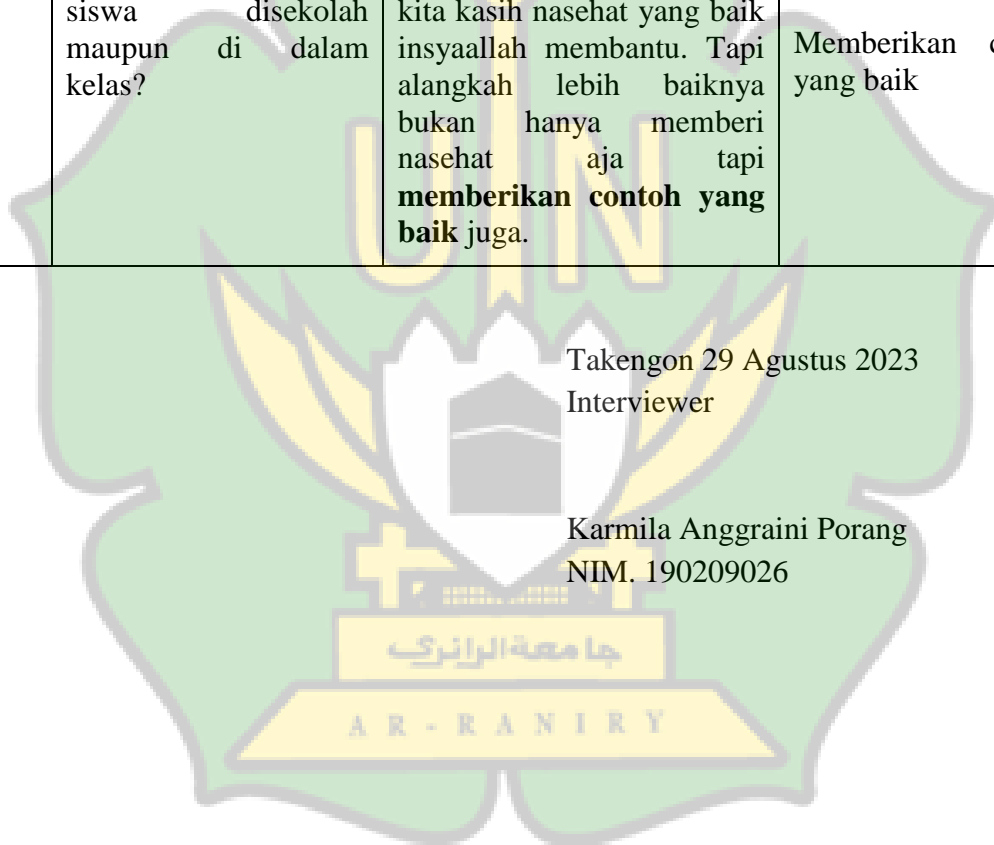 siswa disekolah
maupun di dalam
kelas?
kita kasih nasehat yang baik
insyaallah membantu. Tapi
alangkah lebih baiknya
bukan hanya memberi
nasehat aja tapi
memberikan contoh yang
baik juga.
Memberikan
yang baik
UIN
Takengon 29 Agustus 2023
Interviewer
Karmila Anggraini Porang
NIM. 190209026
جامعة الرانري
AR-RANIRY